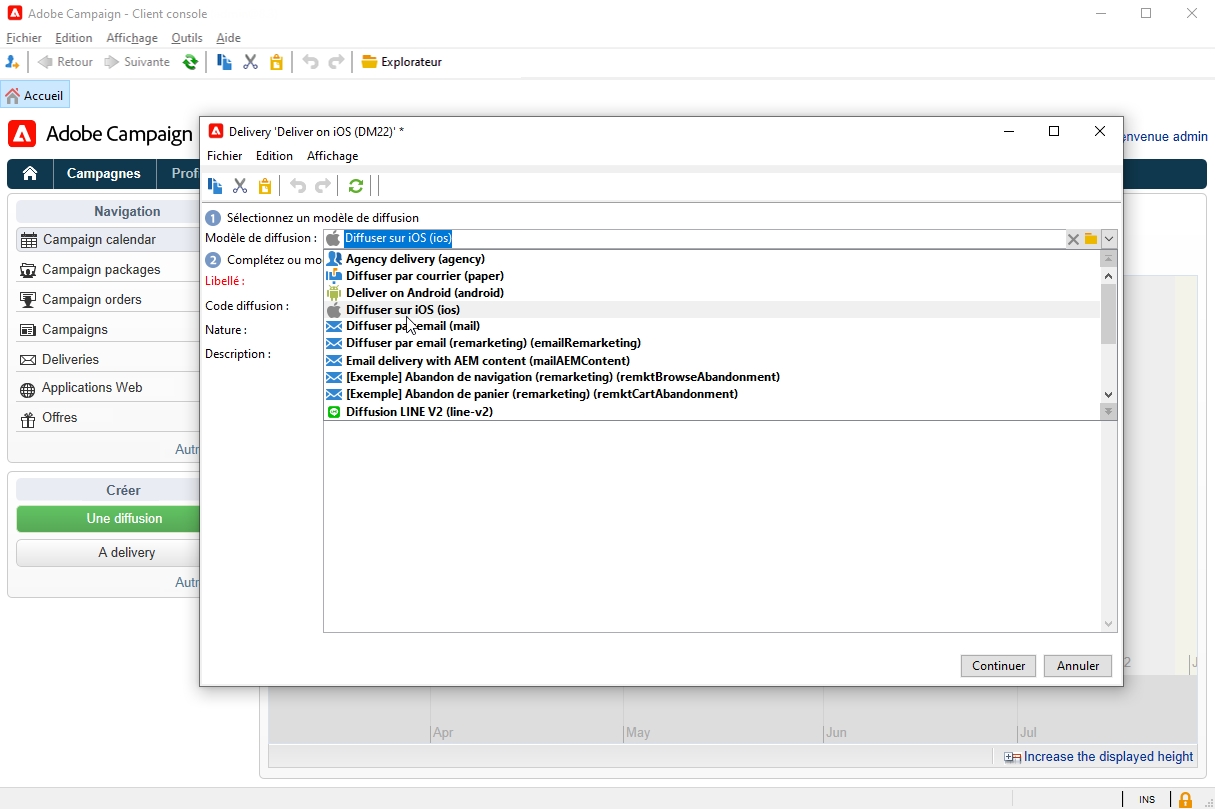 Adobe Campaign - Client console
Fichier Edition Affichage Outils Aide
Retour Suivante Explorateur
Accueil
Adobe Campaign
envenue admin
Campagnes Prof
Navigation
Campaign calendar
Campaign packages
Campaign orders
Campaigns
Deliveries
Applications Web
Offres
Autr
Créer
Une diffusion
A delivery
Autr
Delivery 'Deliver on iOS (DM22)' *
Fichier Edition Affichage
1 Sélectionnez un modèle de diffusion
Modèle de diffusion : Diffuser sur iOS (ios)
2 Complétez ou mo
Libellé :
Code diffusion :
Nature :
Description :
Agency delivery (agency)
Diffuser par courrier (paper)
Deliver on Android (android)
Diffuser sur iOS (ios)
Diffuser par email (mail)
Diffuser par email (remarketing) (emailRemarketing)
Email delivery with AEM content (mailAEMContent)
[Exemple] Abandon de navigation (remarketing) (remktBrowseAbandonment)
[Exemple] Abandon de panier (remarketing) (remktCartAbandonment)
Diffusion LINE V2 (line-v2)
Continuer Annuler
2 J
Apr May Jun Jul
Increase the displayed height
INS